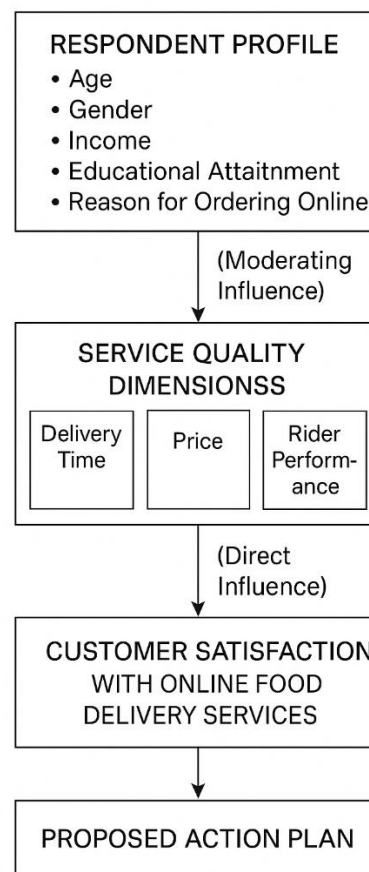 RESPONDENT PROFILE
• Age
• Gender
• Income
• Educational Attaitnment
• Reason for Ordering Online
(Moderating
Influence)
SERVICE QUALITY
DIMENSIONSS
Delivery
Time
Price
Rider
Perform-
ance
(Direct
Influence)
CUSTOMER SATISFACTION
WITH ONLINE FOOD
DELIVERY SERVICES
PROPOSED ACTION PLAN